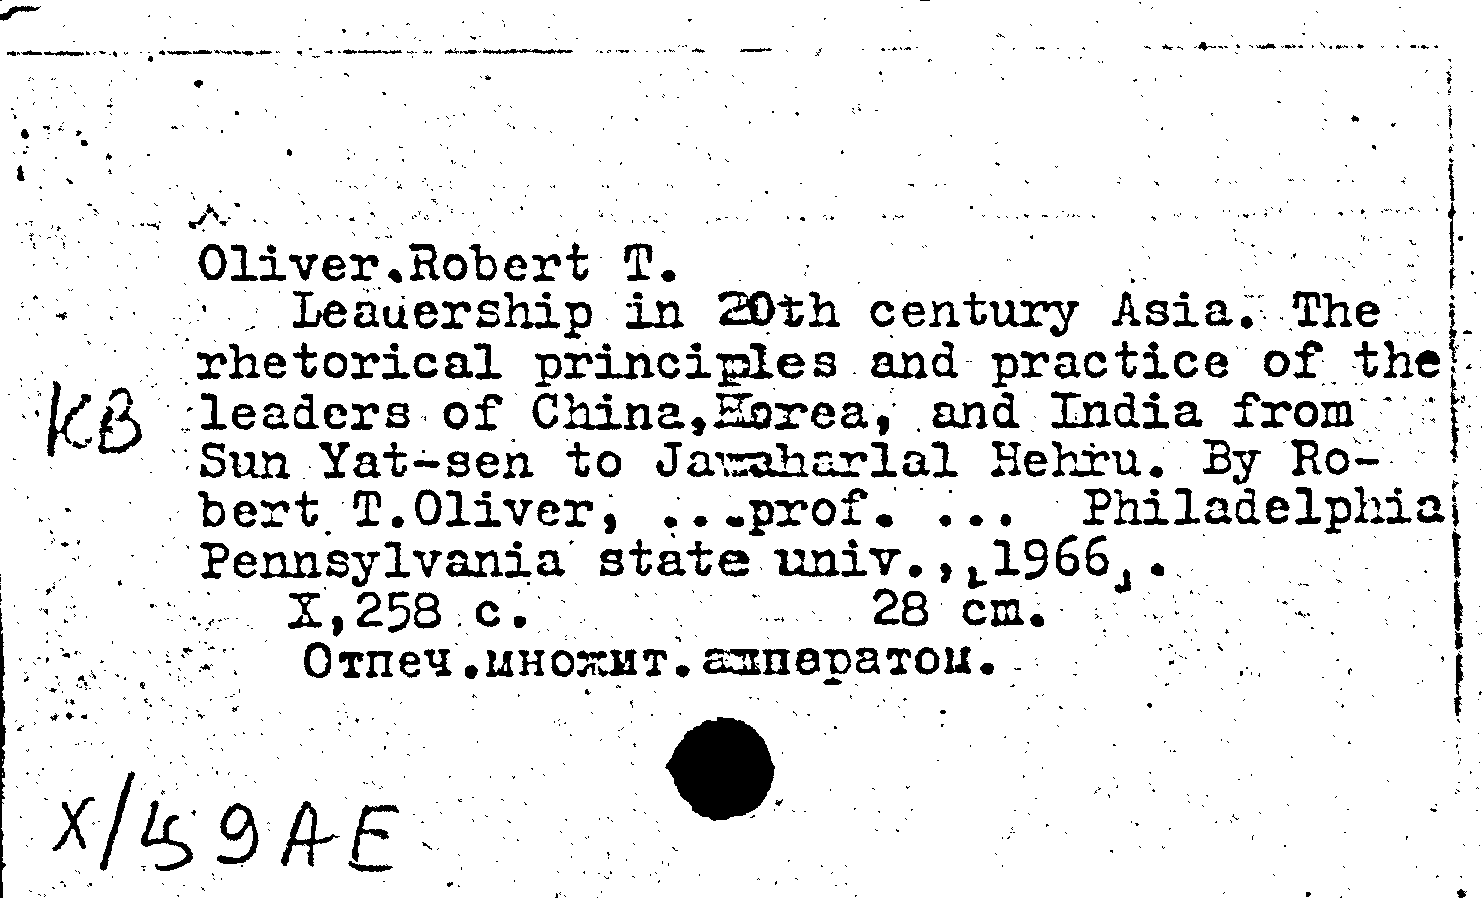 Oliver.Robert T.
Leadership in 20th century Asia. The
rhetorical principles and practice of the
КВ
leaders of China,Korea, and India from
Sun Yat-sen to Jawaharlal Hehru. By Ro-
bert T.Oliver, ...prof. ... Philadelphia
Pennsylvania state univ.,[1966].
X,258 с. 28 cm.
Отпеч.множит.аппаратом.
X/59AE